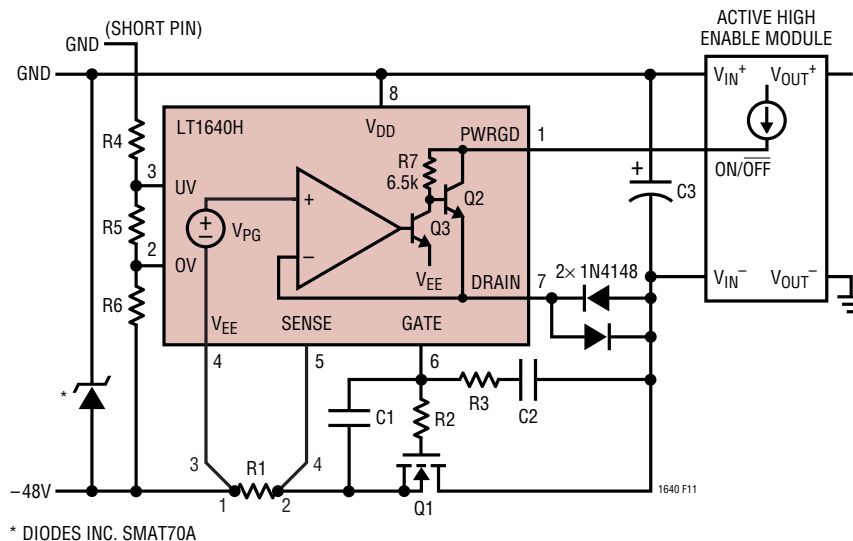 (SHORT PIN)
GND
GND
ACTIVE HIGH
ENABLE MODULE
VIN+
VOUT+
8
LT1640H
VDD
PWRGD
1
R4
R7
6.5k
ON/OFF
3
UV
+
Q2
+
C3
R5
+
–
VPG
Q3
2
OV
–
VEE
DRAIN
7
2× 1N4148
VIN–
VOUT–
R6
VEE
SENSE
GATE
4
5
6
*
C1
R2
R3
C2
3
R1
4
–48V
1
2
Q1
1640 F11
* DIODES INC. SMAT70A